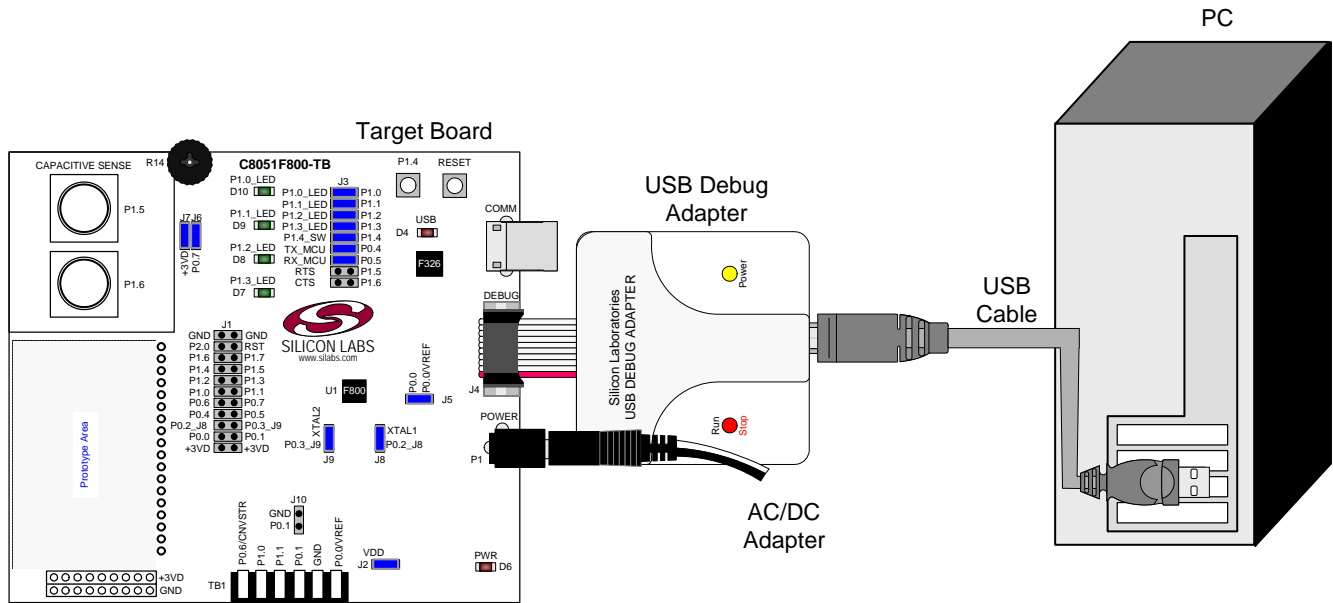 PC
Target Board
CAPACITIVE SENSE
R14
C8051F800-TB
P1.4
RESET
P1.5
P1.6
J7
J6
+3VD
P0.7
P1.0_LED
D10
P1.1_LED
D9
P1.2_LED
D8
P1.3_LED
D7
J3
P1.0_LED P1.0
P1.1_LED P1.1
P1.2_LED P1.2
P1.3_LED P1.3
P1.4_SW P1.4
TX_MCU P0.4
RX_MCU P0.5
RTS P1.5
CTS P1.6
USB
D4
F326
COMM
USB Debug
Adapter
Power
Silicon Laboratories
USB DEBUG ADAPTER
Run
Stop
USB
Cable
DEBUG
J4
SILICON LABS
www.silabs.com
J1
GND GND
P2.0 RST
P1.6 P1.7
P1.4 P1.5
P1.2 P1.3
P1.0 P1.1
P0.6 P0.7
P0.4 P0.5
P0.2_J8 P0.3_J9
P0.0 P0.1
+3VD +3VD
U1
F800
P0.0
P0.0/VREF
J5
XTAL2
P0.3_J9
J9
XTAL1
P0.2_J8
J8
POWER
P1
AC/DC
Adapter
Prototype Area
J10
GND
P0.1
P0.6/CNVSTR
P1.0
P1.1
P0.1
GND
P0.0/VREF
TB1
VDD
J2
PWR
D6
+3VD
GND